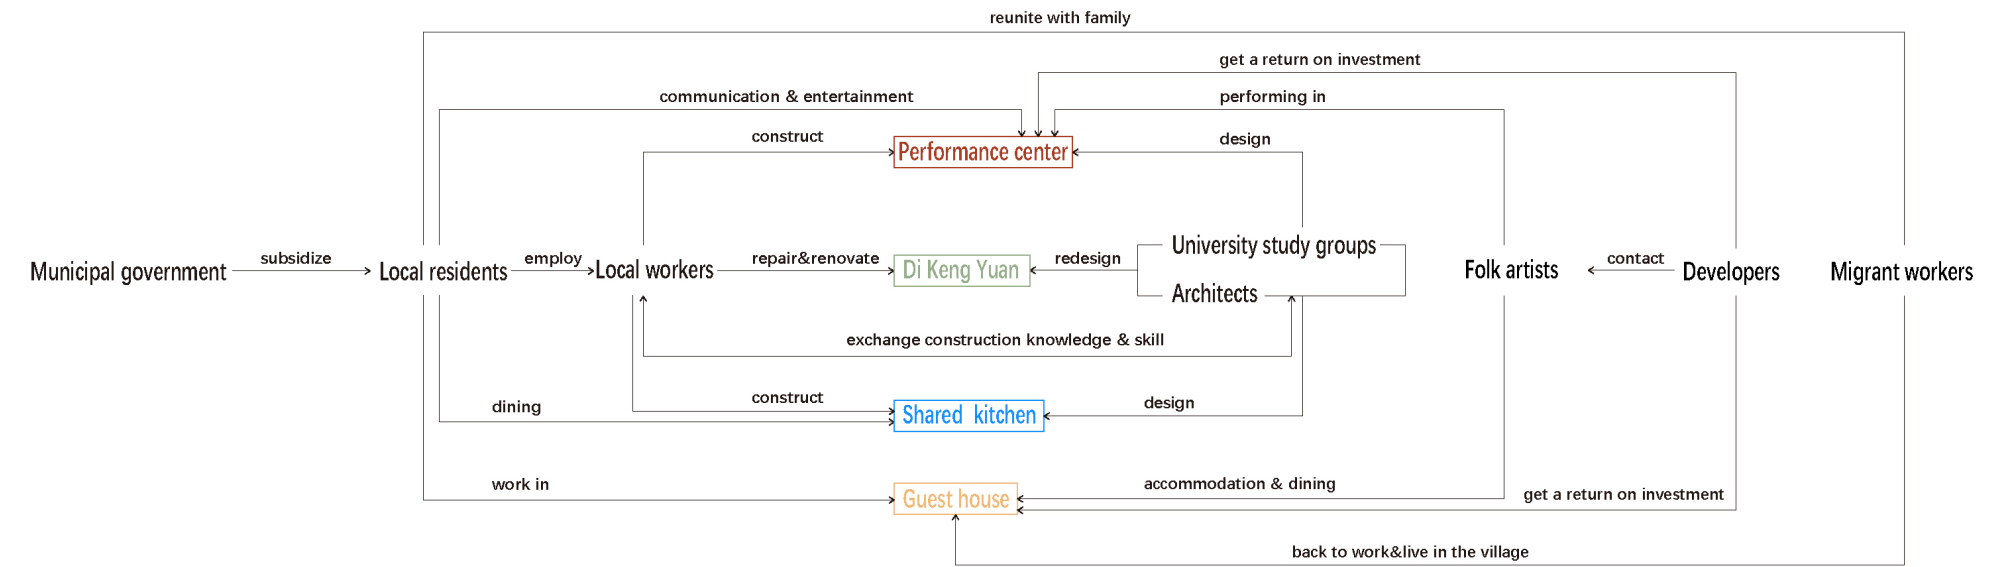 reunite with family
get a return on investment
communication & entertainment
performing in
construct
design
Performance center
University study groups
subsidize
employ
repair&renovate
redesign
contact
Municipal government
Local residents
Local workers
Di Keng Yuan
Folk artists
Developers
Migrant workers
Architects
exchange construction knowledge & skill
construct
design
dining
Shared kitchen
work in
accommodation & dining
get a return on investment
Guest house
back to work&live in the village